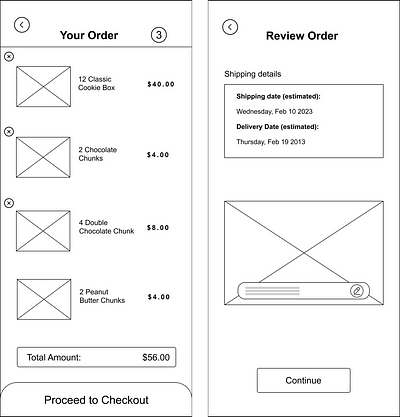 Your Order
3
12 Classic
Cookie Box
$40.00
2 Chocolate
Chunks
$4.00
4 Double
Chocolate Chunk
$8.00
2 Peanut
Butter Chunks
$4.00
Total Amount:
$56.00
Proceed to Checkout
Review Order
Shipping details
Shipping date (estimated):
Wednesday, Feb 10 2023
Delivery Date (estimated):
Thursday, Feb 19 2013
Continue